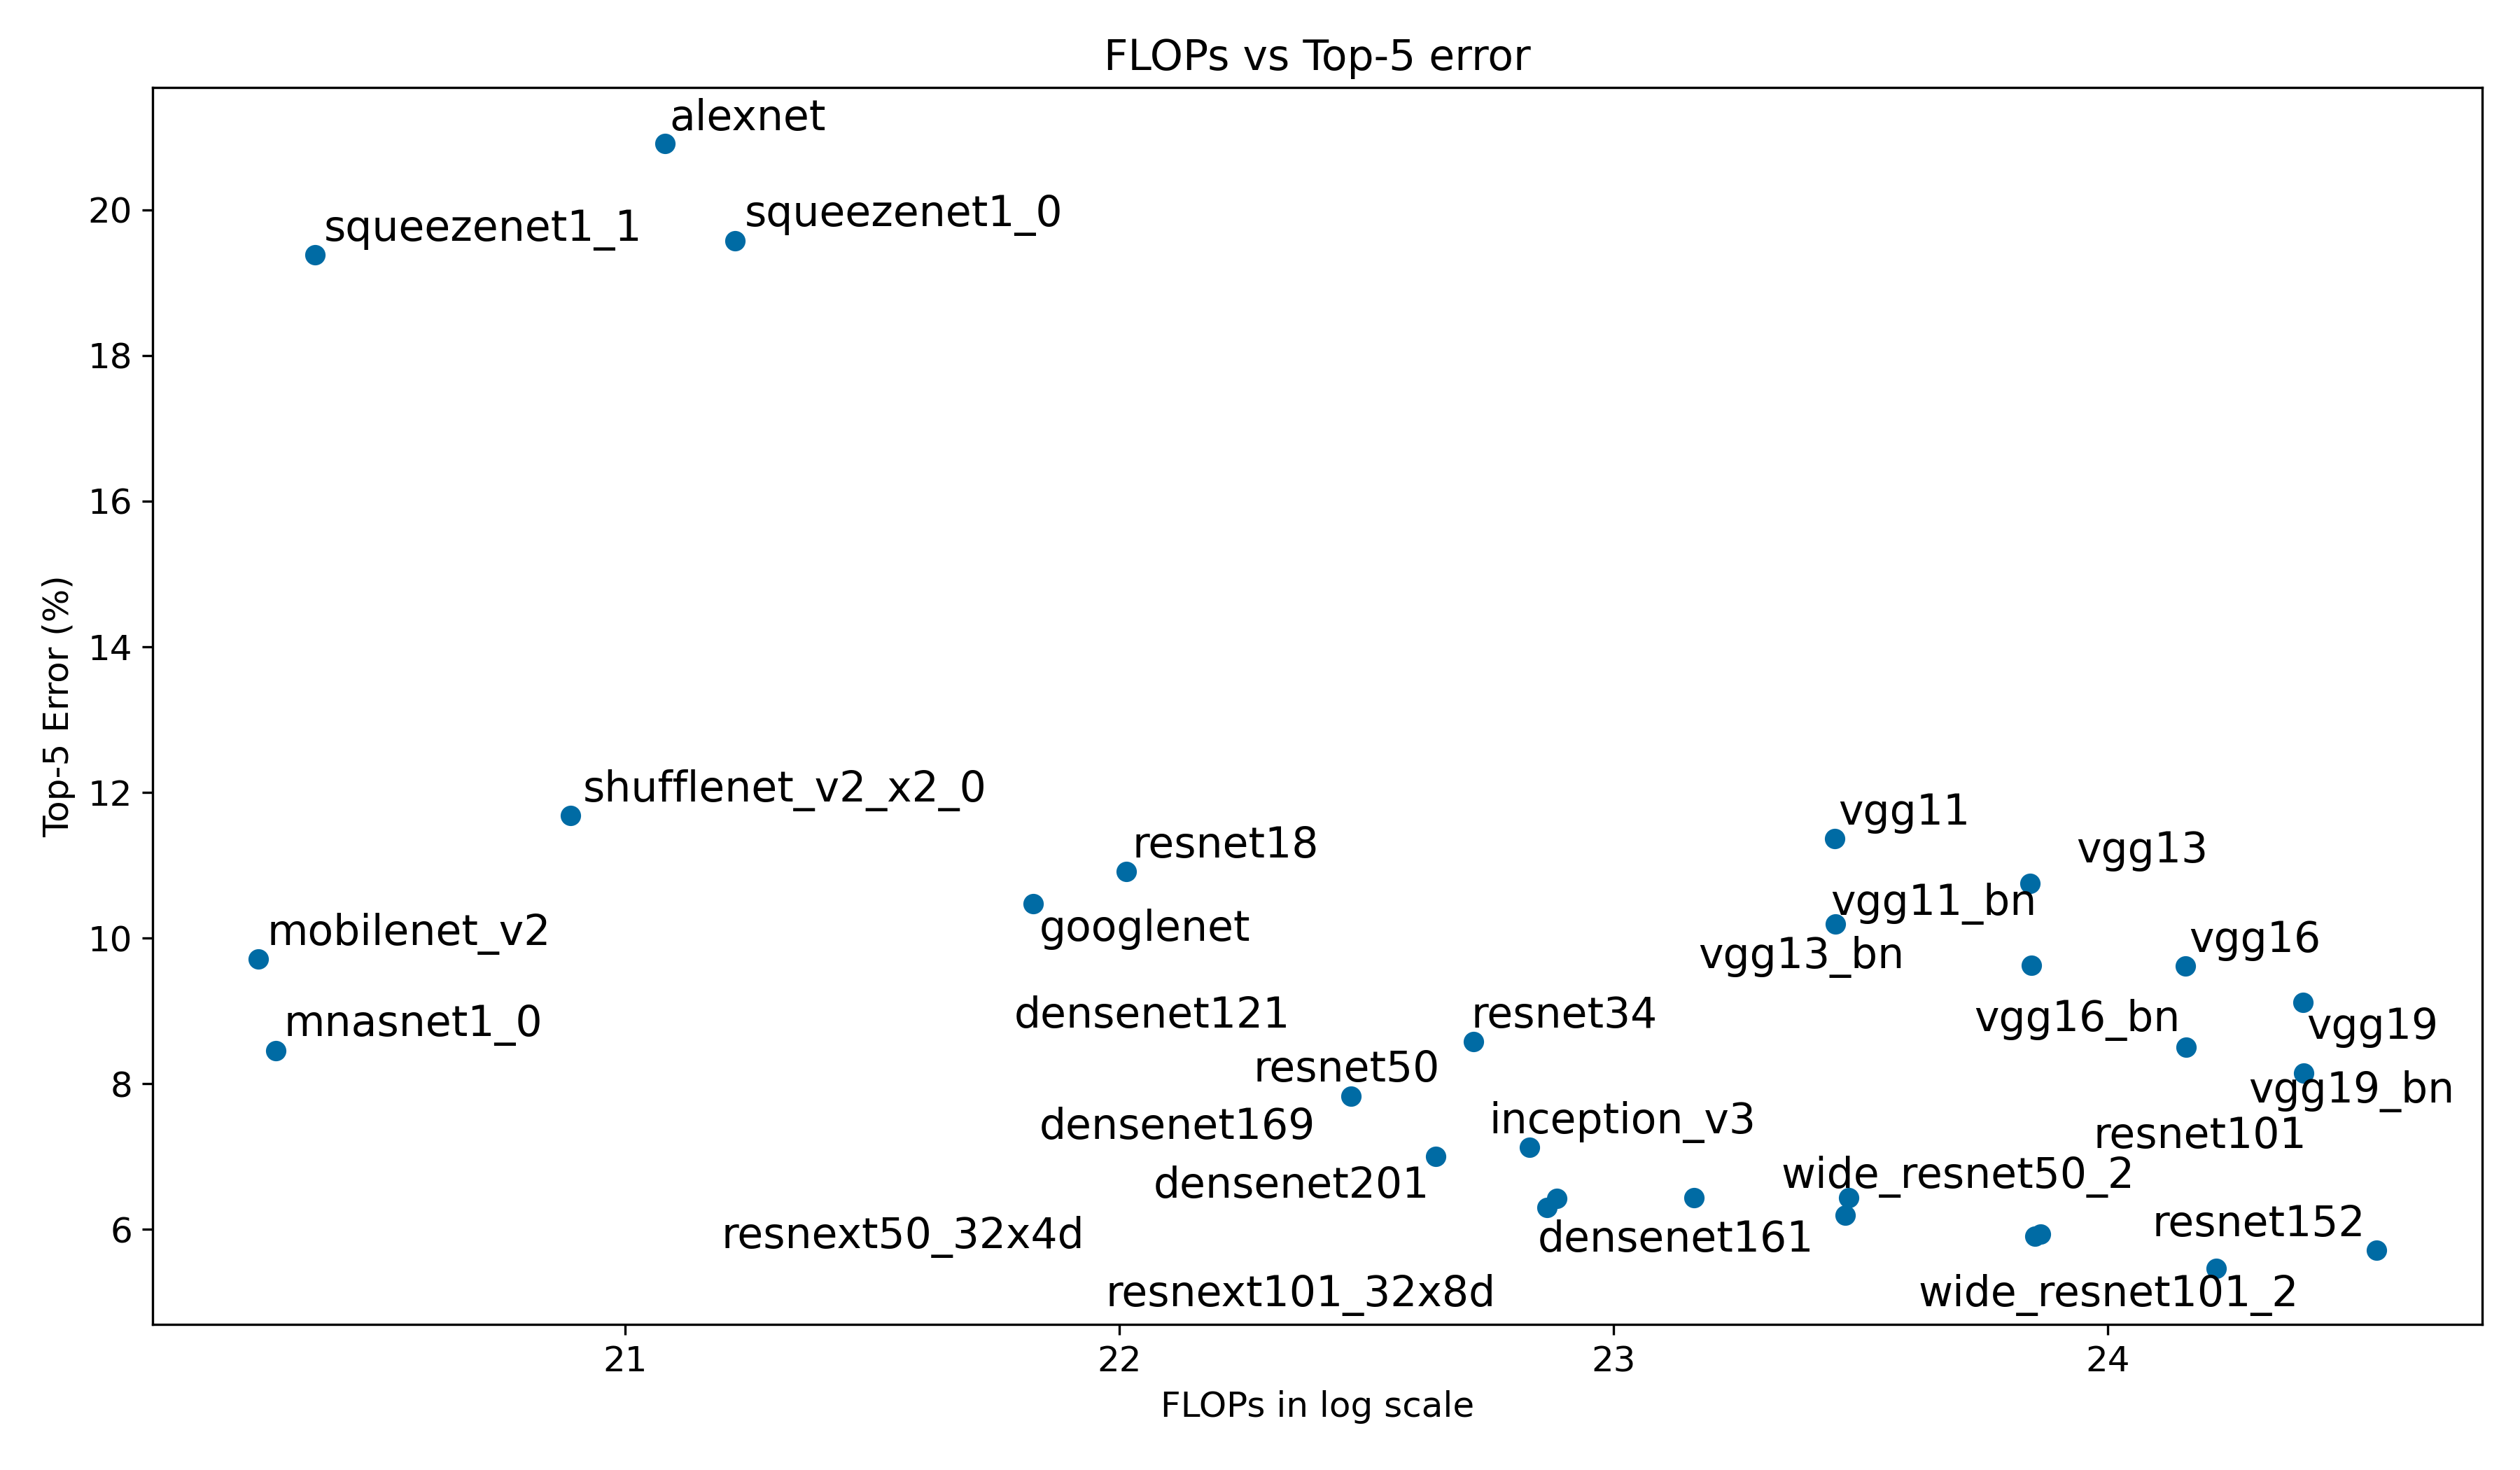 FLOPs vs Top-5 error
alexnet
squeezenet1_0
squeezenet1_1
20
18
16
14
Top-5 Error (%)
12
10
8
6
shufflenet_v2_x2_0
vgg11
resnet18
vgg13
vgg11_bn
googlenet
mobilenet_v2
vgg16
vgg13_bn
densenet121
resnet34
mnasnet1_0
vgg16_bn
vgg19
resnet50
vgg19_bn
inception_v3
densenet169
resnet101
wide_resnet50_2
densenet201
resnet152
resnext50_32x4d
densenet161
resnext101_32x8d
wide_resnet101_2
21
22
23
24
FLOPs in log scale